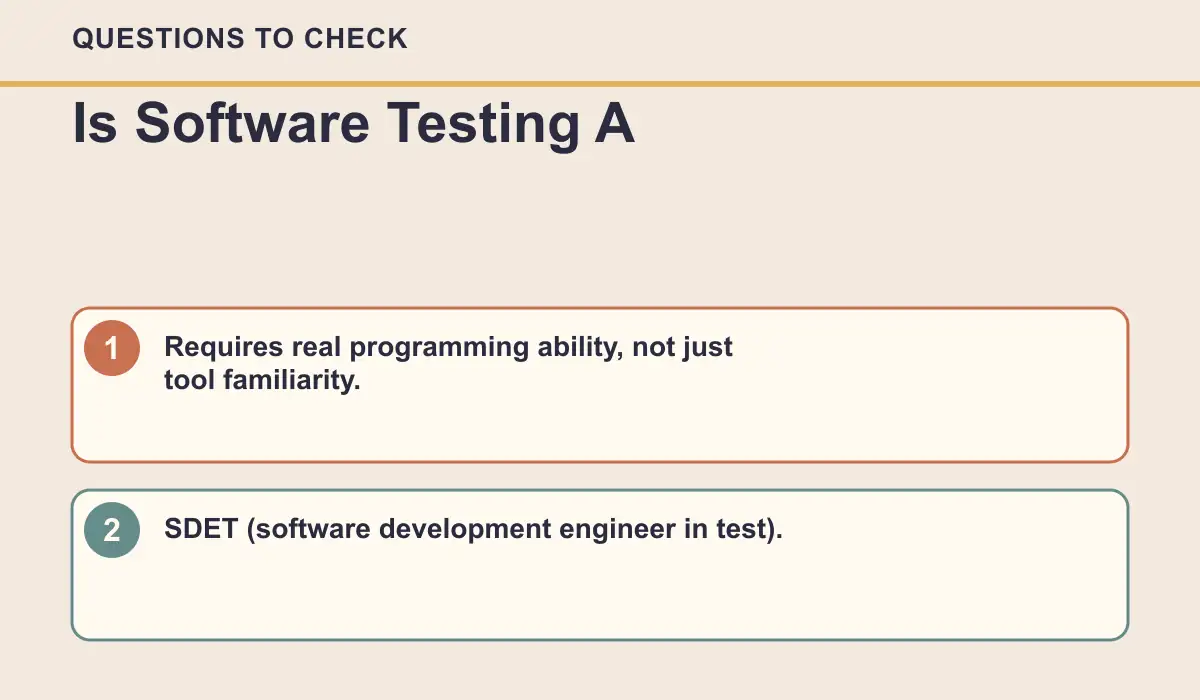 QUESTIONS TO CHECK
Is Software Testing A
1
Requires real programming ability, not just
tool familiarity.
2
SDET (software development engineer in test).